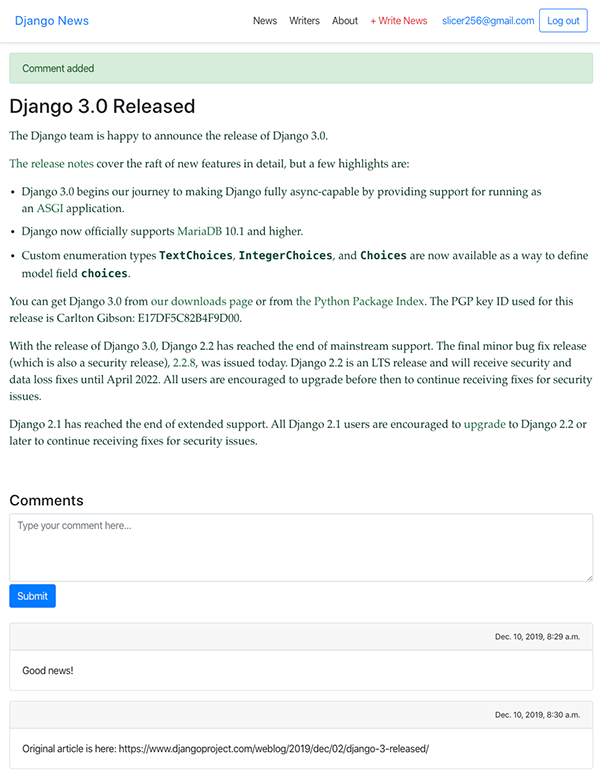 Django News
News Writers About + Write News slicer256@gmail.com Log out
Comment added
Django 3.0 Released
The Django team is happy to announce the release of Django 3.0.
The release notes cover the raft of new features in detail, but a few highlights are:
• Django 3.0 begins our journey to making Django fully async-capable by providing support for running as
an ASGI application.
• Django now officially supports MariaDB 10.1 and higher.
• Custom enumeration types TextChoices, IntegerChoices, and Choices are now available as a way to define
model field choices.
You can get Django 3.0 from our downloads page or from the Python Package Index. The PGP key ID used for this
release is Carlton Gibson: E17DF5C82B4F9D00.
With the release of Django 3.0, Django 2.2 has reached the end of mainstream support. The final minor bug fix release
(which is also a security release), 2.2.8, was issued today. Django 2.2 is an LTS release and will receive security and
data loss fixes until April 2022. All users are encouraged to upgrade before then to continue receiving fixes for security
issues.
Django 2.1 has reached the end of extended support. All Django 2.1 users are encouraged to upgrade to Django 2.2 or
later to continue receiving fixes for security issues.
Comments
Type your comment here...
Submit
Dec. 10, 2019, 8:29 a.m.
Good news!
Dec. 10, 2019, 8:30 a.m.
Original article is here: https://www.djangoproject.com/weblog/2019/dec/02/django-3-released/